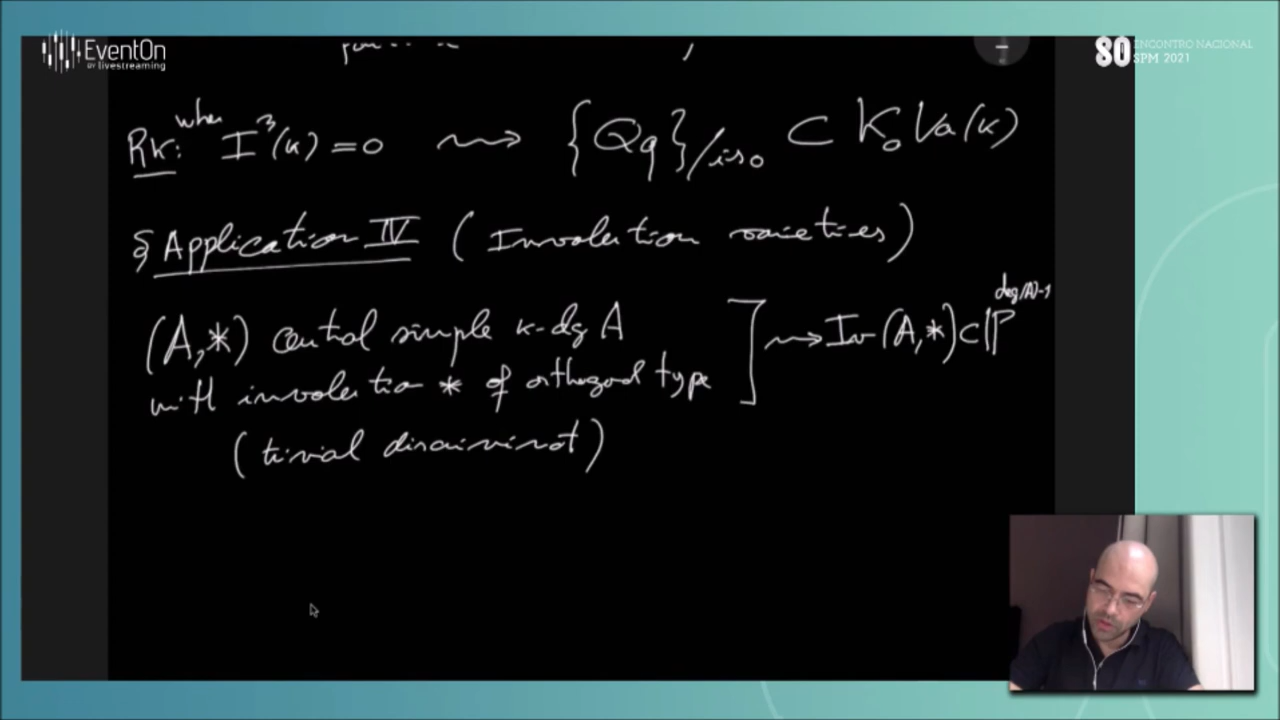 EventOn
BY livestreaming
80 ENCONTRO NACIONAL
SPM 2021
Rk: when I³(k) = 0 ⇝ {Qq}/iso ⊂ K₀Var(k)
§ Application IV (Involution varieties)
(A,*) central simple k-alg A
with involution * of orthogonal type
(trivial discriminant)
] ⇝ Iv(A,*) ⊂ ℙ^{deg(A)-1}